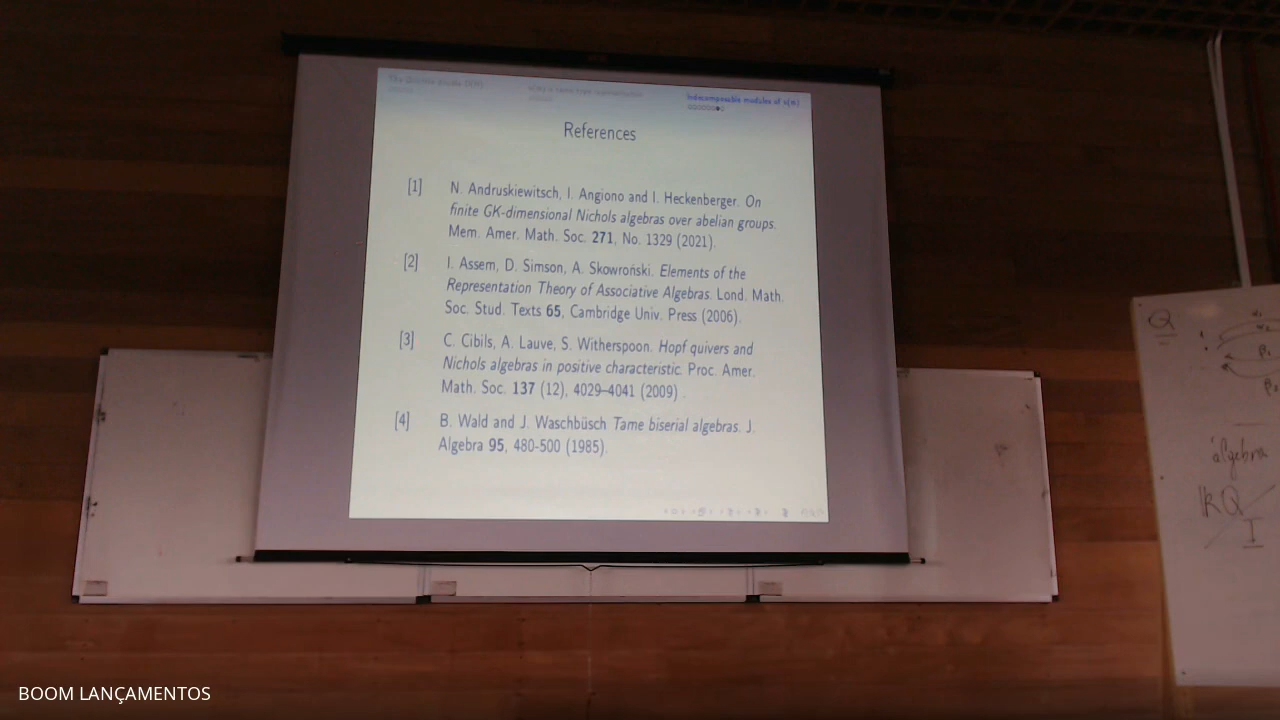 Indecomposable modules of u(m)
References
[1] N. Andruskiewitsch, I. Angiono and I. Heckenberger. On
finite GK-dimensional Nichols algebras over abelian groups.
Mem. Amer. Math. Soc. 271, No. 1329 (2021).
[2] I. Assem, D. Simson, A. Skowroński. Elements of the
Representation Theory of Associative Algebras. Lond. Math.
Soc. Stud. Texts 65, Cambridge Univ. Press (2006).
[3] C. Cibils, A. Lauve, S. Witherspoon. Hopf quivers and
Nichols algebras in positive characteristic. Proc. Amer.
Math. Soc. 137 (12), 4029–4041 (2009) .
[4] B. Wald and J. Waschbüsch Tame biserial algebras. J.
Algebra 95, 480-500 (1985).
Q
álgebra
kQ
I
BOOM LANÇAMENTOS